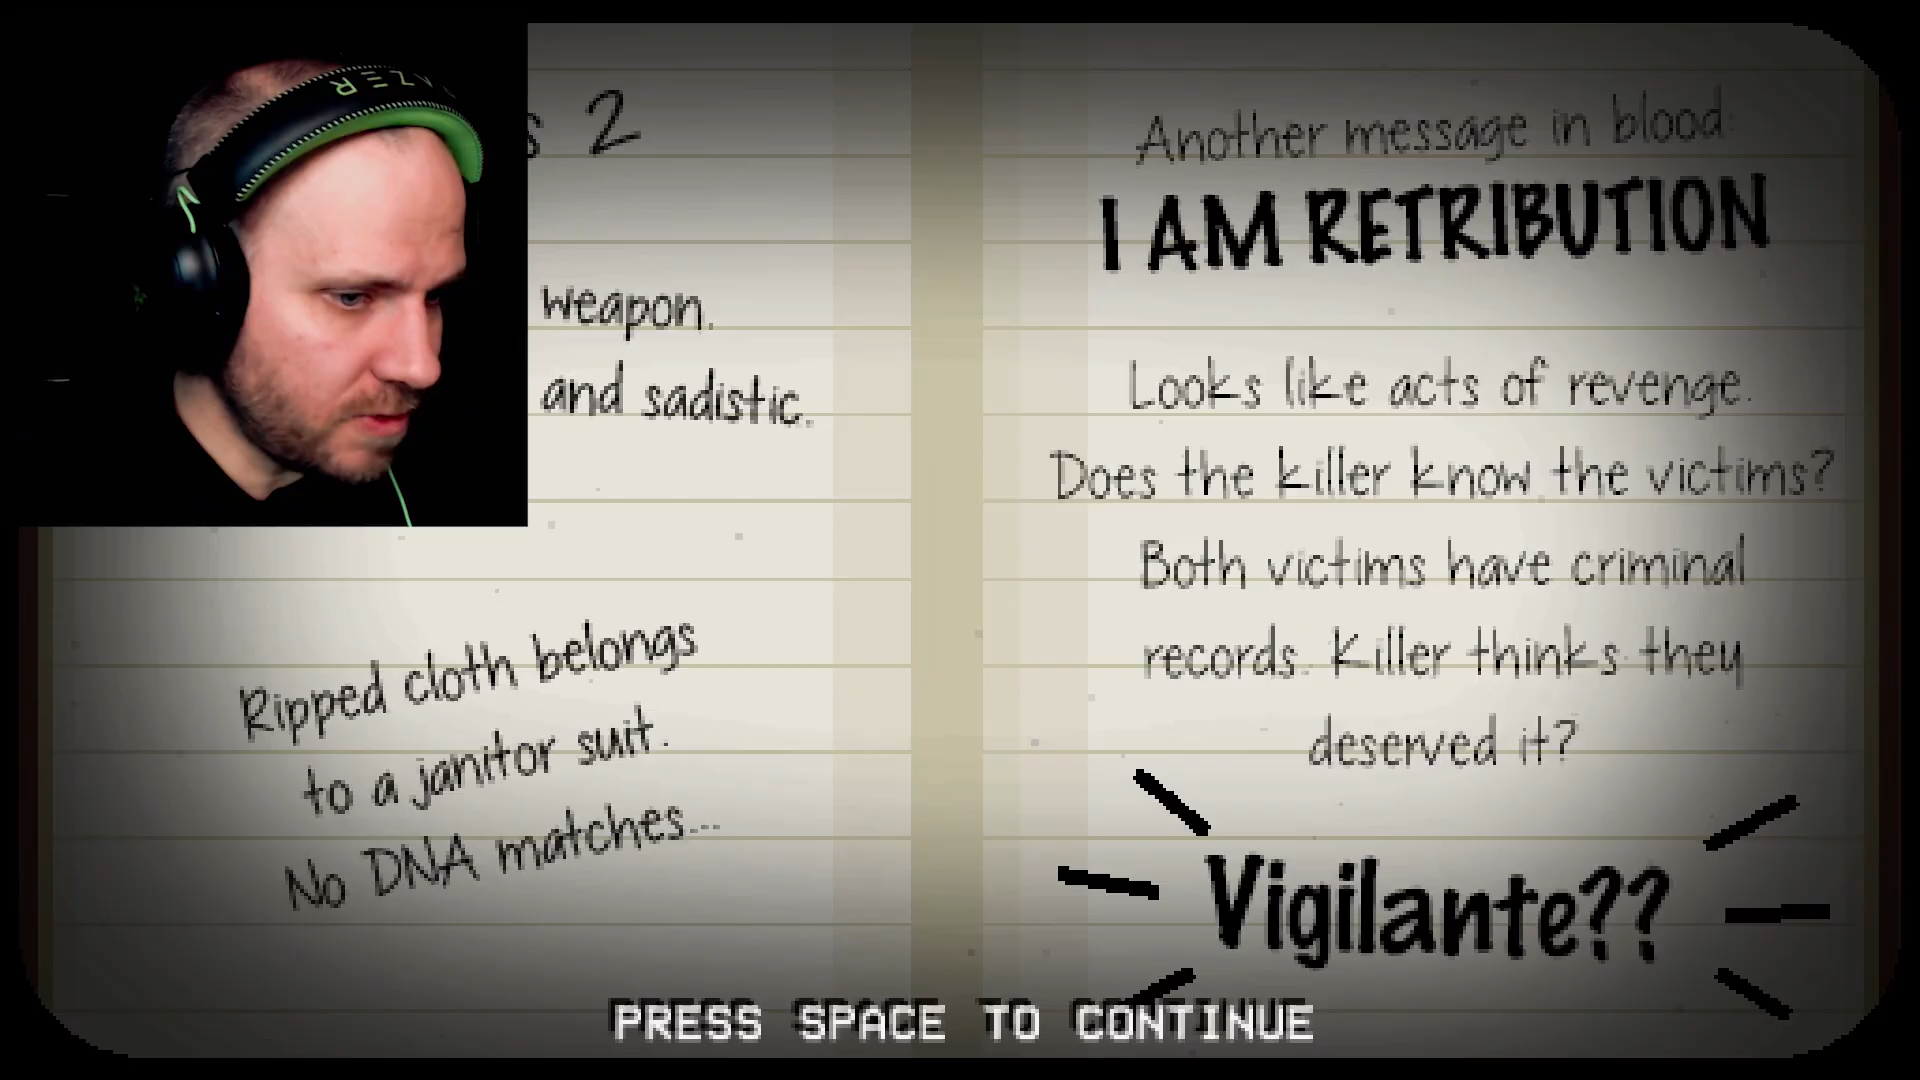 RAZER
s 2
weapon.
and sadistic.
Ripped cloth belongs
to a janitor suit.
No DNA matches...
Another message in blood:
I AM RETRIBUTION
Looks like acts of revenge.
Does the killer know the victims?
Both victims have criminal
records. Killer thinks they
deserved it?
Vigilante??
PRESS SPACE TO CONTINUE